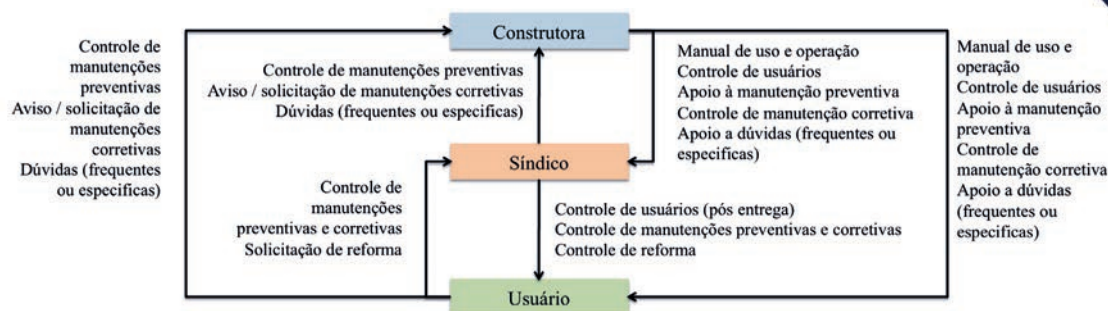 Construtora
Controle de
manutenções
preventivas
Aviso / solicitação de
manutenções
corretivas
Dúvidas (frequentes
ou especificas)
Controle de manutenções preventivas
Aviso / solicitação de manutenções corretivas
Dúvidas (frequentes ou especificas)
Manual de uso e operação
Controle de usuários
Apoio à manutenção preventiva
Controle de manutenção corretiva
Apoio a dúvidas (frequentes ou
especificas)
Manual de uso e
operação
Controle de usuários
Apoio à manutenção
preventiva
Controle de
manutenção corretiva
Apoio a dúvidas
(frequentes ou
especificas)
Síndico
Controle de
manutenções
preventivas e corretivas
Solicitação de reforma
Controle de usuários (pós entrega)
Controle de manutenções preventivas e corretivas
Controle de reforma
Usuário